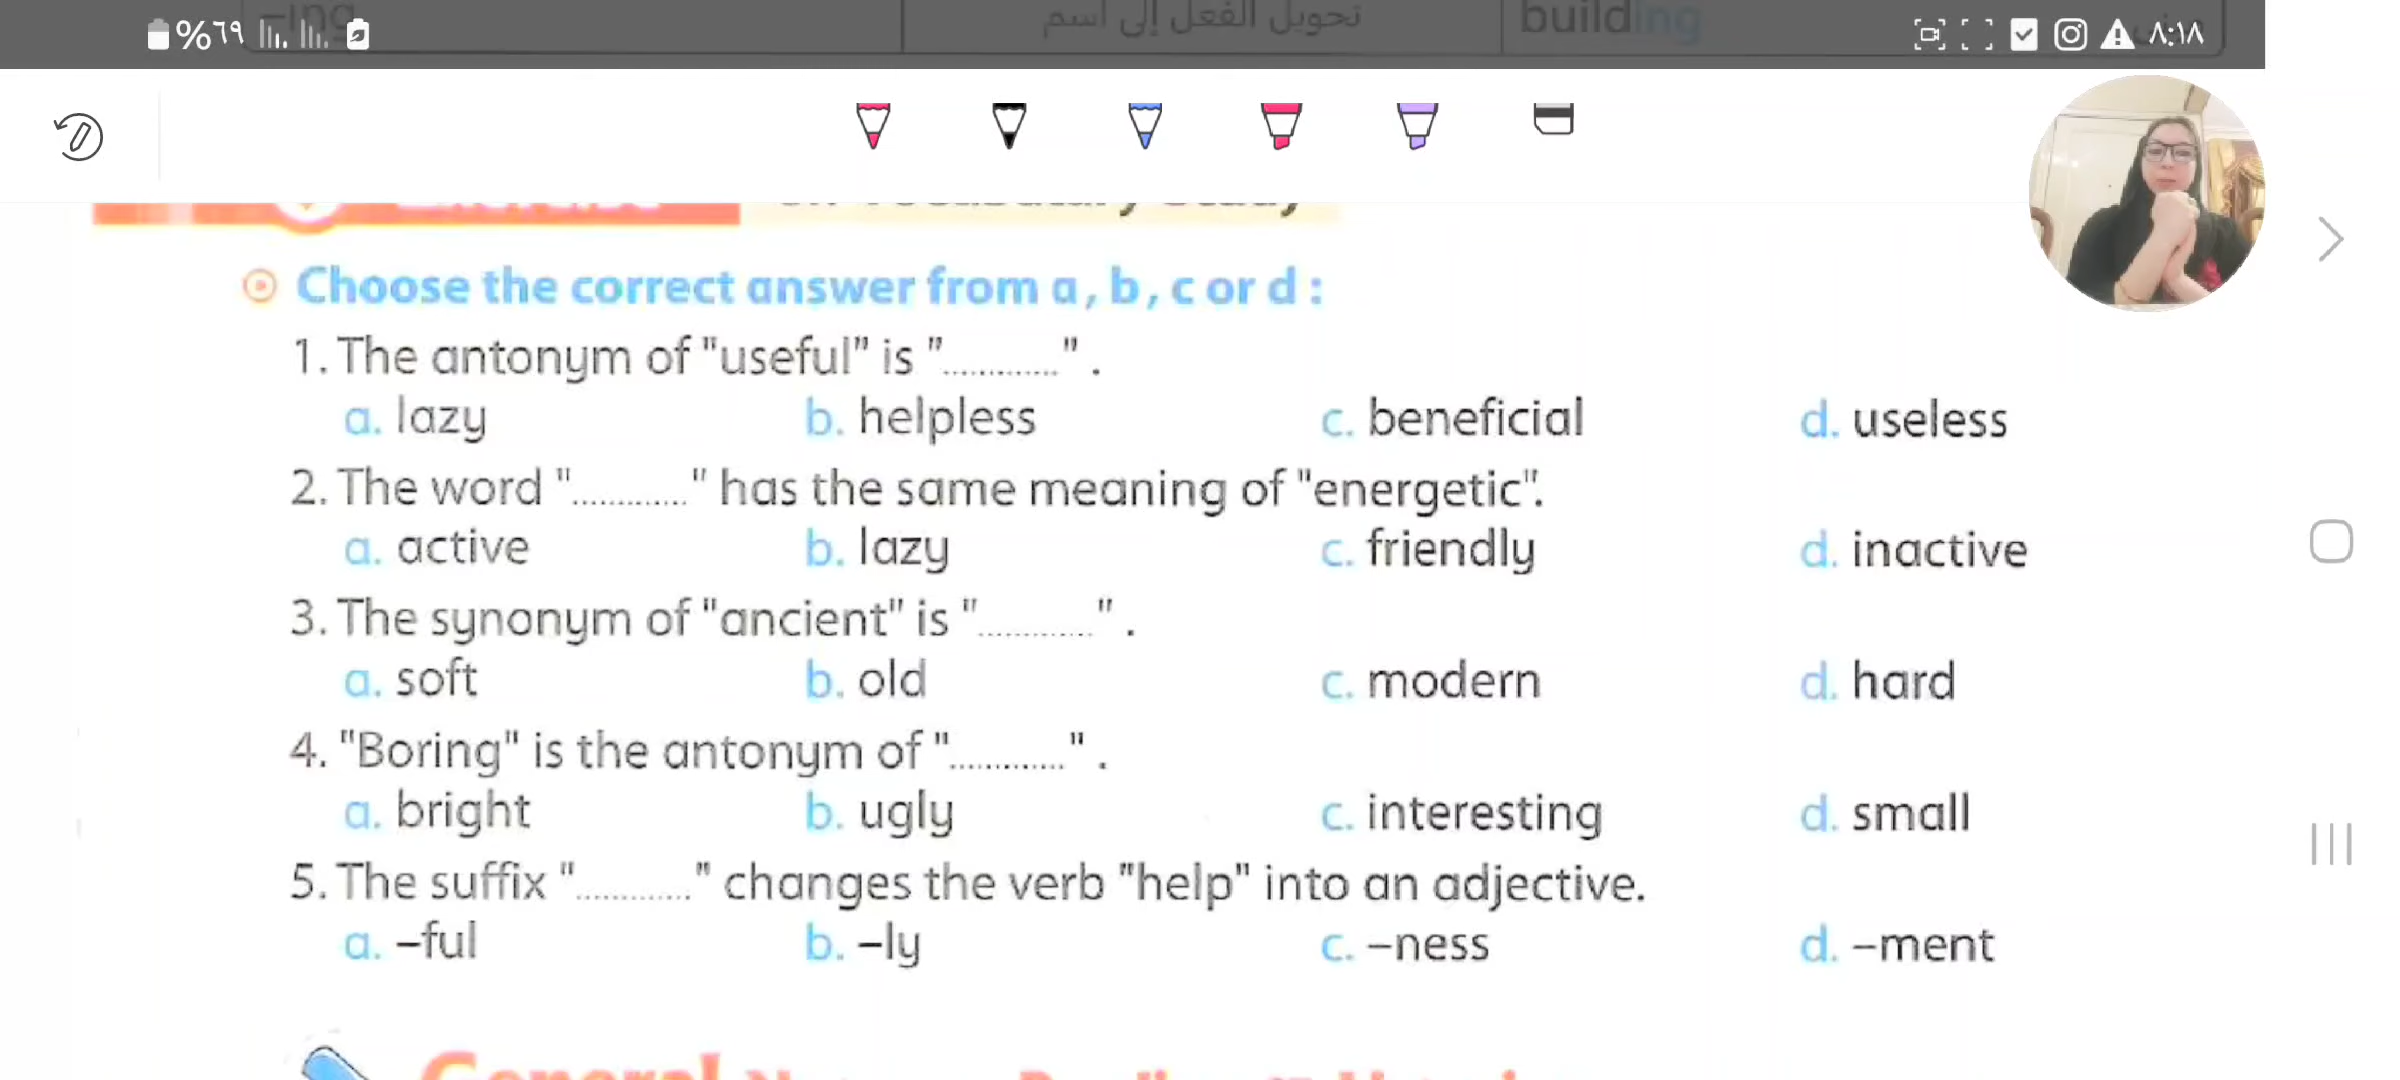 %٦٩ ٨:١٨
-ing تحويل الفعل إلى اسم building
Choose the correct answer from a, b, c or d :
1. The antonym of "useful" is "............" .
a. lazy b. helpless c. beneficial d. useless
2. The word "............" has the same meaning of "energetic".
a. active b. lazy c. friendly d. inactive
3. The synonym of "ancient" is "............" .
a. soft b. old c. modern d. hard
4. "Boring" is the antonym of "............" .
a. bright b. ugly c. interesting d. small
5. The suffix "............" changes the verb "help" into an adjective.
a. –ful b. –ly c. –ness d. –ment
General